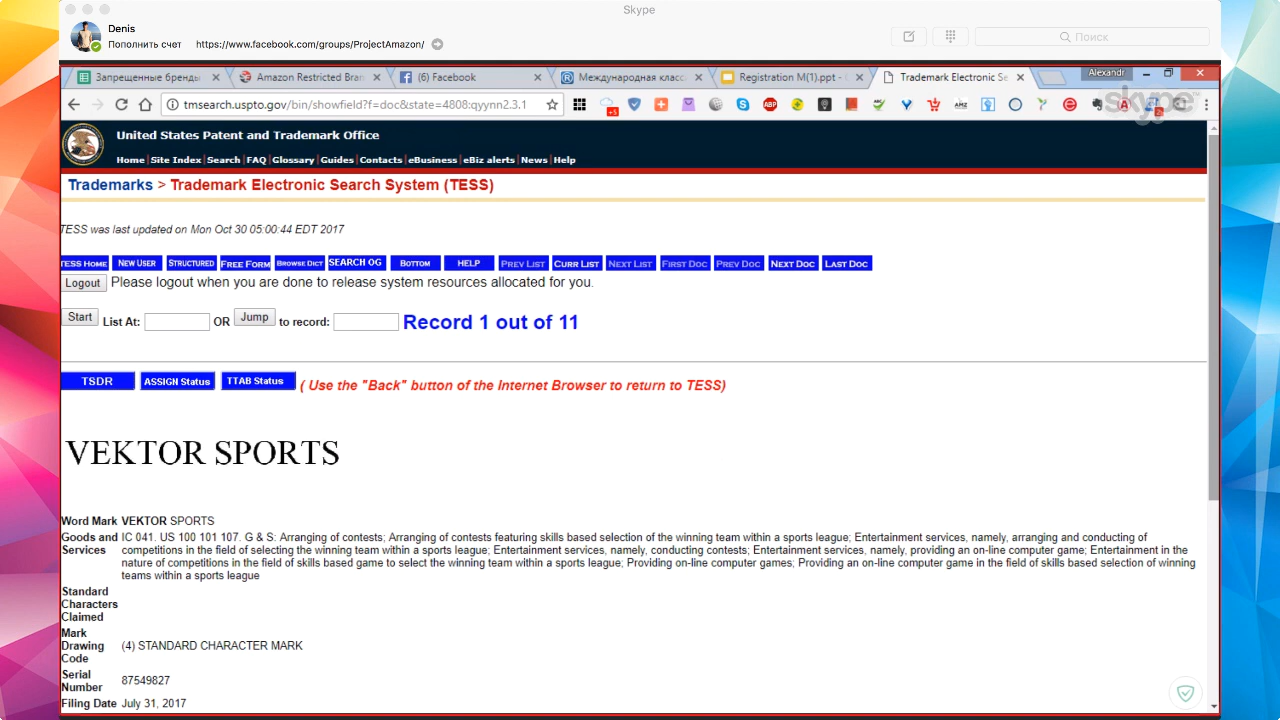 Skype
Denis
Пополнить счет https://www.facebook.com/groups/ProjectAmazon/
Поиск
Запрещенные бренды
Amazon Restricted Bran
(6) Facebook
Международная класс
Registration M(1).ppt -
Trademark Electronic Se
Alexandr
tmsearch.uspto.gov/bin/showfield?f=doc&state=4808:qyynn2.3.1
skype™
United States Patent and Trademark Office
Home | Site Index | Search | FAQ | Glossary | Guides | Contacts | eBusiness | eBiz alerts | News | Help
Trademarks > Trademark Electronic Search System (TESS)
TESS was last updated on Mon Oct 30 05:00:44 EDT 2017
TESS HOME NEW USER STRUCTURED FREE FORM BROWSE DICT SEARCH OG BOTTOM HELP PREV LIST CURR LIST NEXT LIST FIRST DOC PREV DOC NEXT DOC LAST DOC
Logout Please logout when you are done to release system resources allocated for you.
Start List At: OR Jump to record: Record 1 out of 11
TSDR ASSIGN Status TTAB Status ( Use the "Back" button of the Internet Browser to return to TESS)
VEKTOR SPORTS
Word Mark VEKTOR SPORTS
Goods and Services IC 041. US 100 101 107. G & S: Arranging of contests; Arranging of contests featuring skills based selection of the winning team within a sports league; Entertainment services, namely, arranging and conducting of
competitions in the field of selecting the winning team within a sports league; Entertainment services, namely, conducting contests; Entertainment services, namely, providing an on-line computer game; Entertainment in the
nature of competitions in the field of skills based game to select the winning team within a sports league; Providing on-line computer games; Providing an on-line computer game in the field of skills based selection of winning
teams within a sports league
Standard
Characters
Claimed
Mark
Drawing
Code
(4) STANDARD CHARACTER MARK
Serial
Number
87549827
Filing Date July 31, 2017